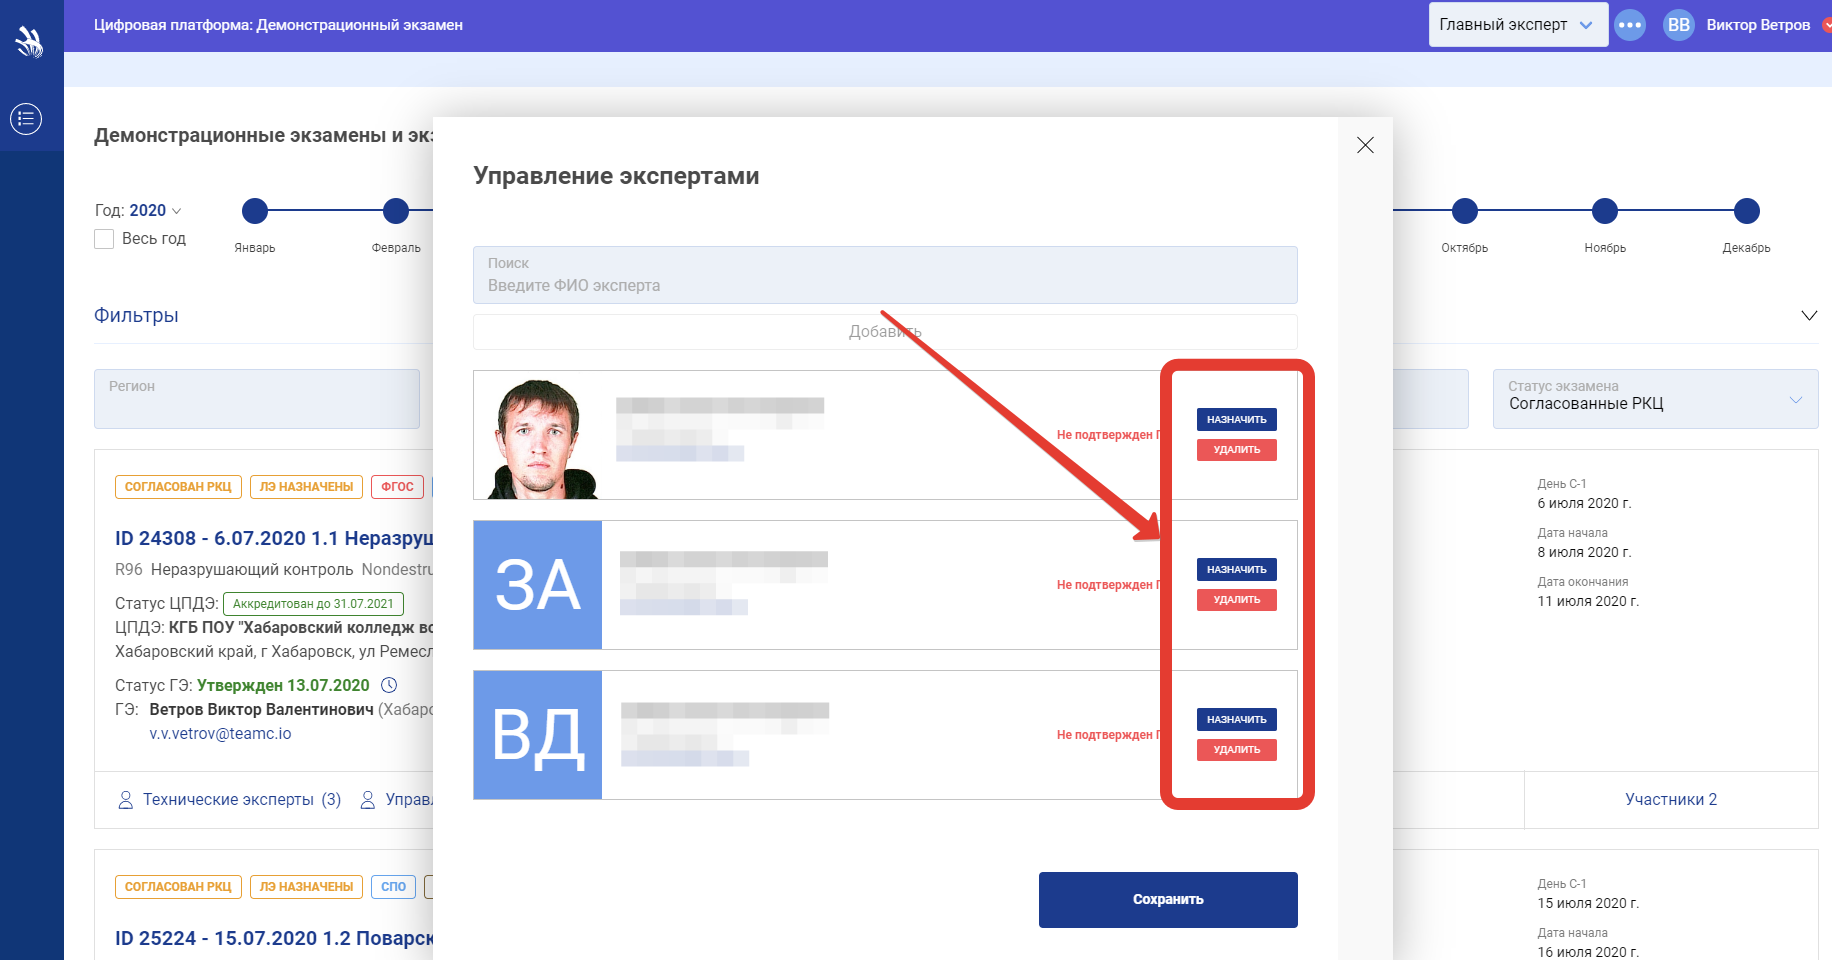 Цифровая платформа: Демонстрационный экзамен
Главный эксперт
ВВ
Виктор Ветров
Демонстрационные экзамены и
Год: 2020
Весь год
Январь
Февраль
Октябрь
Ноябрь
Декабрь
Фильтры
Регион
Статус экзамена
Согласованные РКЦ
СОГЛАСОВАН РКЦ
ЛЭ НАЗНАЧЕНЫ
ФГОС
ID 24308 - 6.07.2020 1.1 Неразруш
R96 Неразрушающий контроль Nondestru
Статус ЦПДЭ: Аккредитован до 31.07.2021
ЦПДЭ: КГБ ПОУ "Хабаровский колледж
Хабаровский край, г Хабаровск, ул Ремесл
Статус ГЭ: Утвержден 13.07.2020
ГЭ: Ветров Виктор Валентинович (Хабаро
v.v.vetrov@teamc.io
Технические эксперты (3)
Управл
День С-1
6 июля 2020 г.
Дата начала
8 июля 2020 г.
Дата окончания
11 июля 2020 г.
Участники 2
СОГЛАСОВАН РКЦ
ЛЭ НАЗНАЧЕНЫ
СПО
ID 25224 - 15.07.2020 1.2 Поварск
День С-1
15 июля 2020 г.
Дата начала
16 июля 2020 г.
Управление экспертами
Поиск
Введите ФИО эксперта
Добавить
Не подтвержден
НАЗНАЧИТЬ
УДАЛИТЬ
ЗА
Не подтвержден
НАЗНАЧИТЬ
УДАЛИТЬ
ВД
Не подтвержден
НАЗНАЧИТЬ
УДАЛИТЬ
Сохранить